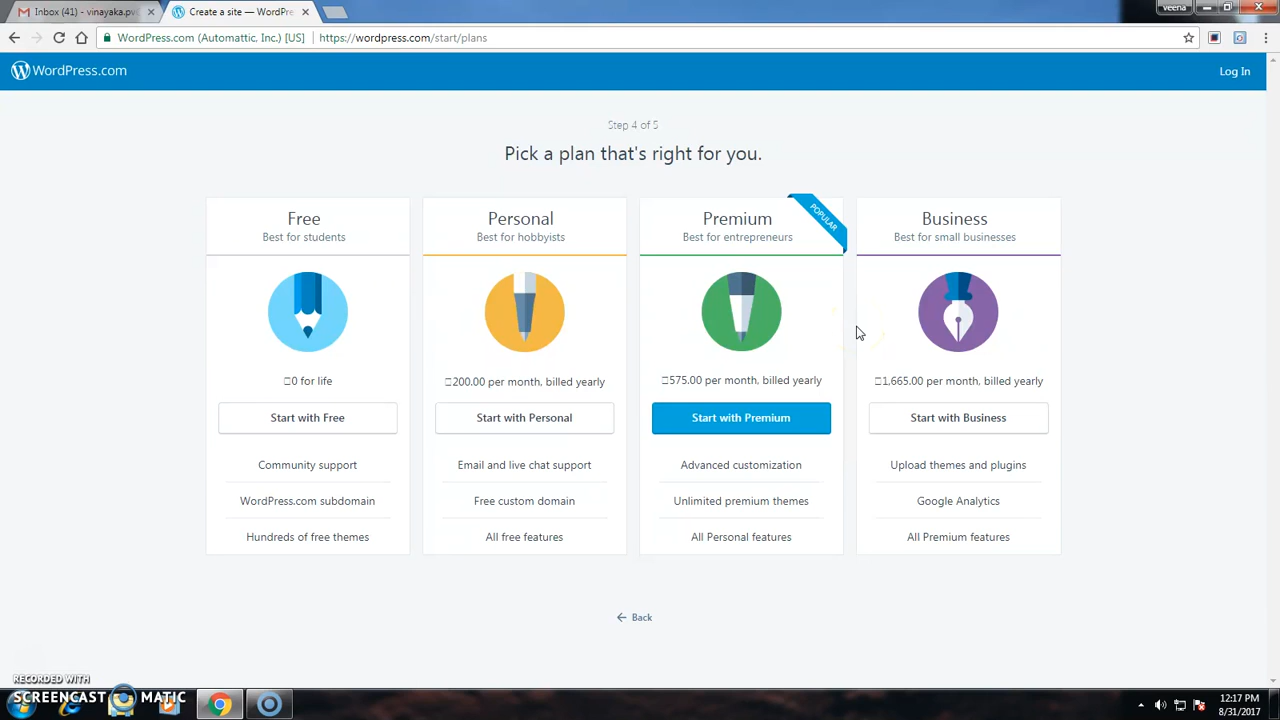 veena
Inbox (41) - vinayaka.pv
Create a site — WordPre
WordPress.com (Automattic, Inc.) [US]
https://wordpress.com/start/plans
WordPress.com
Log In
Step 4 of 5
Pick a plan that's right for you.
Free
Best for students
0 for life
Start with Free
Community support
WordPress.com subdomain
Hundreds of free themes
Personal
Best for hobbyists
200.00 per month, billed yearly
Start with Personal
Email and live chat support
Free custom domain
All free features
Premium
Best for entrepreneurs
POPULAR
575.00 per month, billed yearly
Start with Premium
Advanced customization
Unlimited premium themes
All Personal features
Business
Best for small businesses
1,665.00 per month, billed yearly
Start with Business
Upload themes and plugins
Google Analytics
All Premium features
Back
RECORDED WITH
SCREENCAST MATIC
12:17 PM
8/31/2017